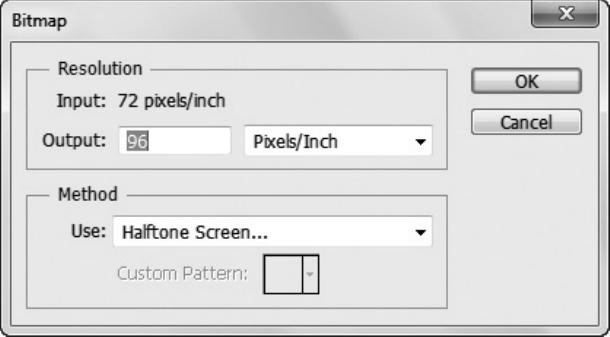 Bitmap
X
Resolution
Input: 72 pixels/inch
Output: 96 Pixels/Inch
OK
Cancel
Method
Use: Halftone Screen...
Custom Pattern: